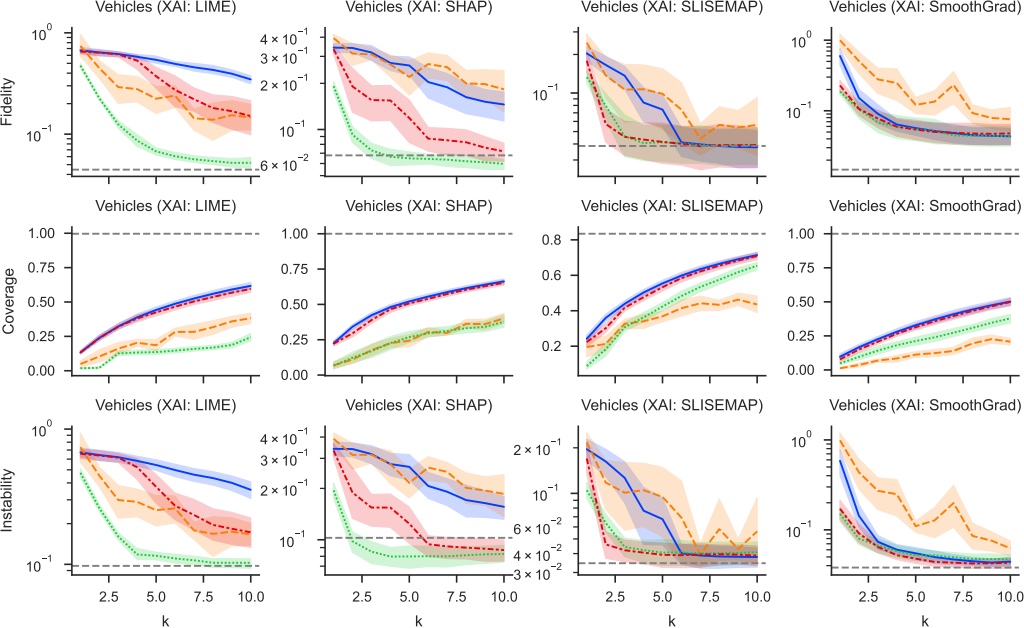 Vehicles (XAI: LIME) Vehicles (XAI: SHAP) Vehicles (XAI: SLISEMAP) Vehicles (XAI: SmoothGrad)
Fidelity
10⁰
10⁻¹
4 × 10⁻¹
3 × 10⁻¹
2 × 10⁻¹
10⁻¹
6 × 10⁻²
10⁻¹
10⁰
10⁻¹
Vehicles (XAI: LIME) Vehicles (XAI: SHAP) Vehicles (XAI: SLISEMAP) Vehicles (XAI: SmoothGrad)
Coverage
1.00
0.75
0.50
0.25
0.00
1.00
0.75
0.50
0.25
0.00
0.8
0.6
0.4
0.2
1.00
0.75
0.50
0.25
0.00
Vehicles (XAI: LIME) Vehicles (XAI: SHAP) Vehicles (XAI: SLISEMAP) Vehicles (XAI: SmoothGrad)
Instability
10⁰
10⁻¹
4 × 10⁻¹
3 × 10⁻¹
2 × 10⁻¹
10⁻¹
2 × 10⁻¹
10⁻¹
6 × 10⁻²
4 × 10⁻²
3 × 10⁻²
10⁰
10⁻¹
2.5 5.0 7.5 10.0 2.5 5.0 7.5 10.0 2.5 5.0 7.5 10.0 2.5 5.0 7.5 10.0
k k k k